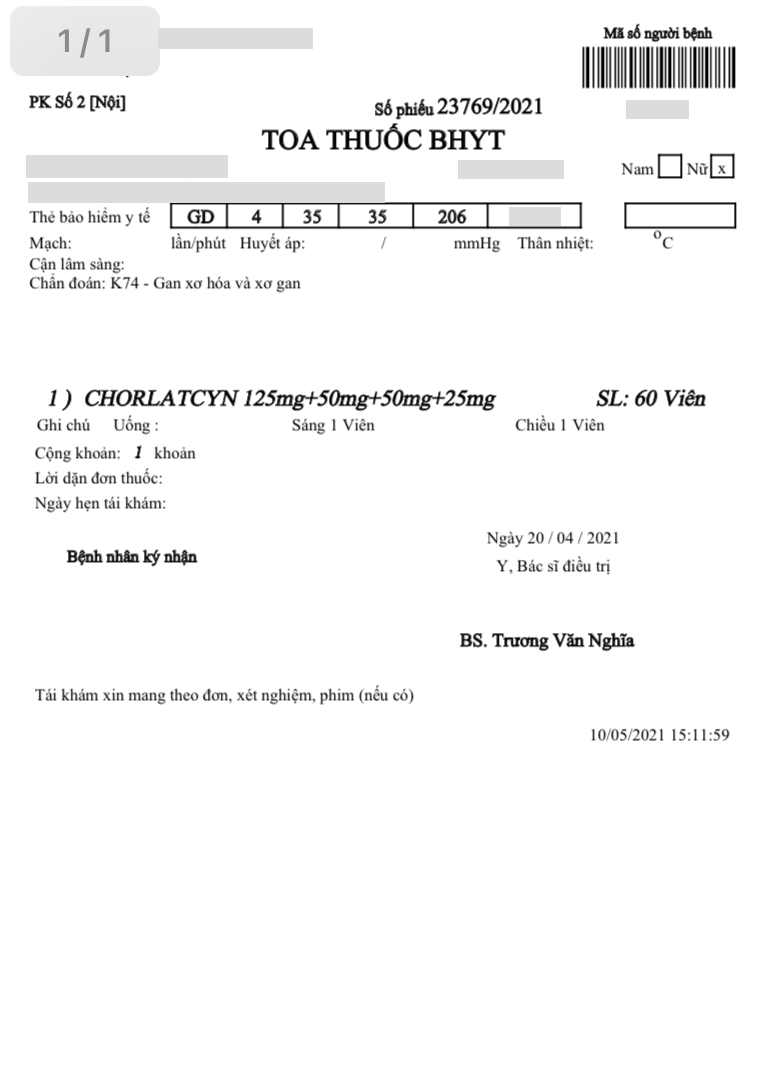 1/1
Mã số người bệnh
PK Số 2 [Nội]
Số phiếu 23769/2021
TOA THUỐC BHYT
Nam Nữ x
Thẻ bảo hiểm y tế GD 4 35 35 206
Mạch: lần/phút Huyết áp: / mmHg Thân nhiệt: °C
Cận lâm sàng:
Chẩn đoán: K74 - Gan xơ hóa và xơ gan
1 ) CHORLATCYN 125mg+50mg+50mg+25mg SL: 60 Viên
Ghi chú Uống : Sáng 1 Viên Chiều 1 Viên
Cộng khoản: 1 khoản
Lời dặn đơn thuốc:
Ngày hẹn tái khám:
Ngày 20 / 04 / 2021
Bệnh nhân ký nhận
Y, Bác sĩ điều trị
BS. Trương Văn Nghĩa
Tái khám xin mang theo đơn, xét nghiệm, phim (nếu có)
10/05/2021 15:11:59